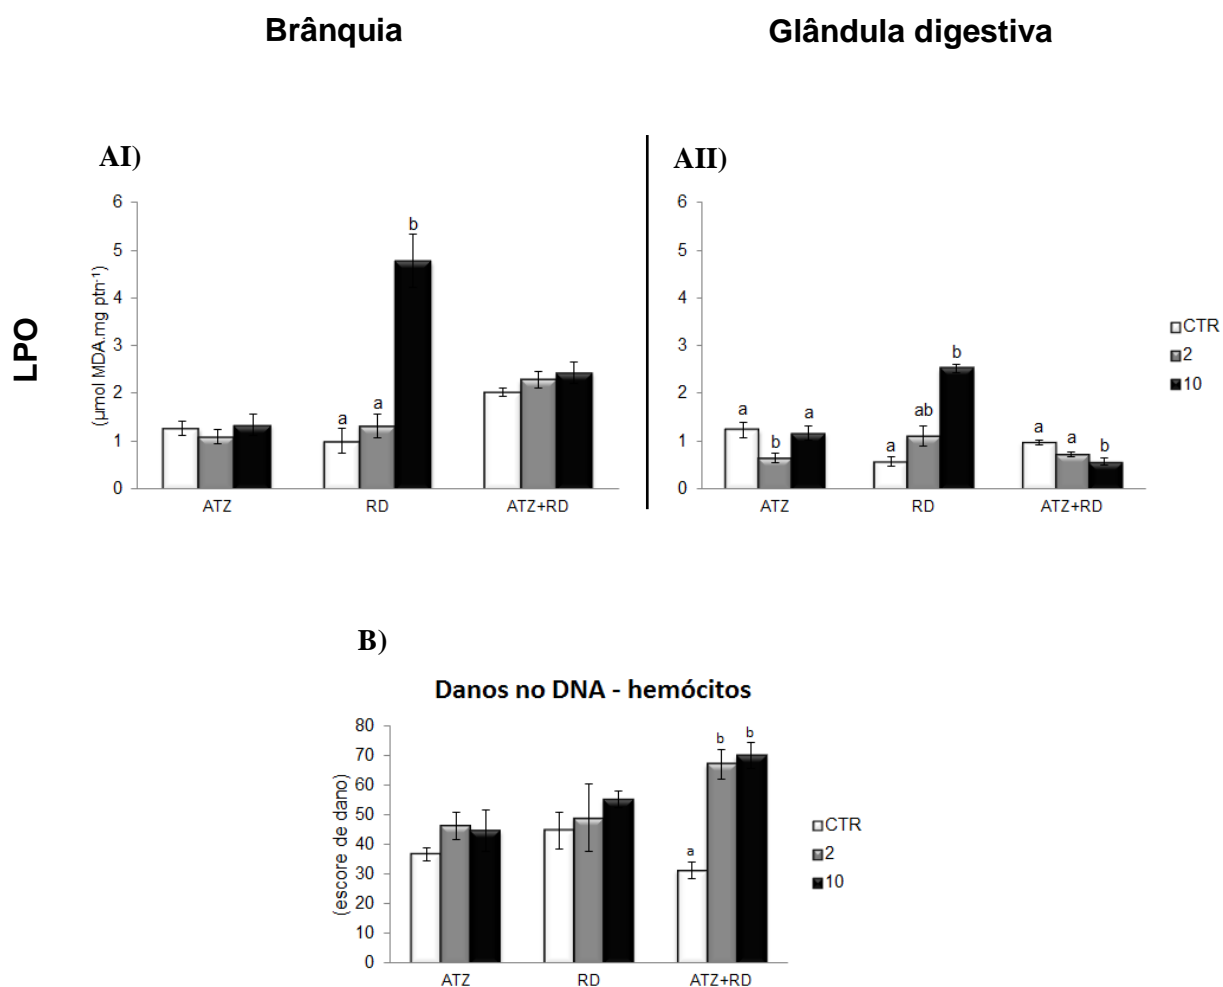 Brânquia
Glândula digestiva
AI)
AII)
LPO
(µmol MDA.mg ptn⁻¹)
6
5
4
3
2
1
0
a
a
b
ATZ
RD
ATZ+RD
6
5
4
3
2
1
0
a
b
a
a
ab
b
a
a
b
ATZ
RD
ATZ+RD
CTR
2
10
B)
Danos no DNA - hemócitos
(escore de dano)
80
70
60
50
40
30
20
10
0
a
b
b
ATZ
RD
ATZ+RD
CTR
2
10